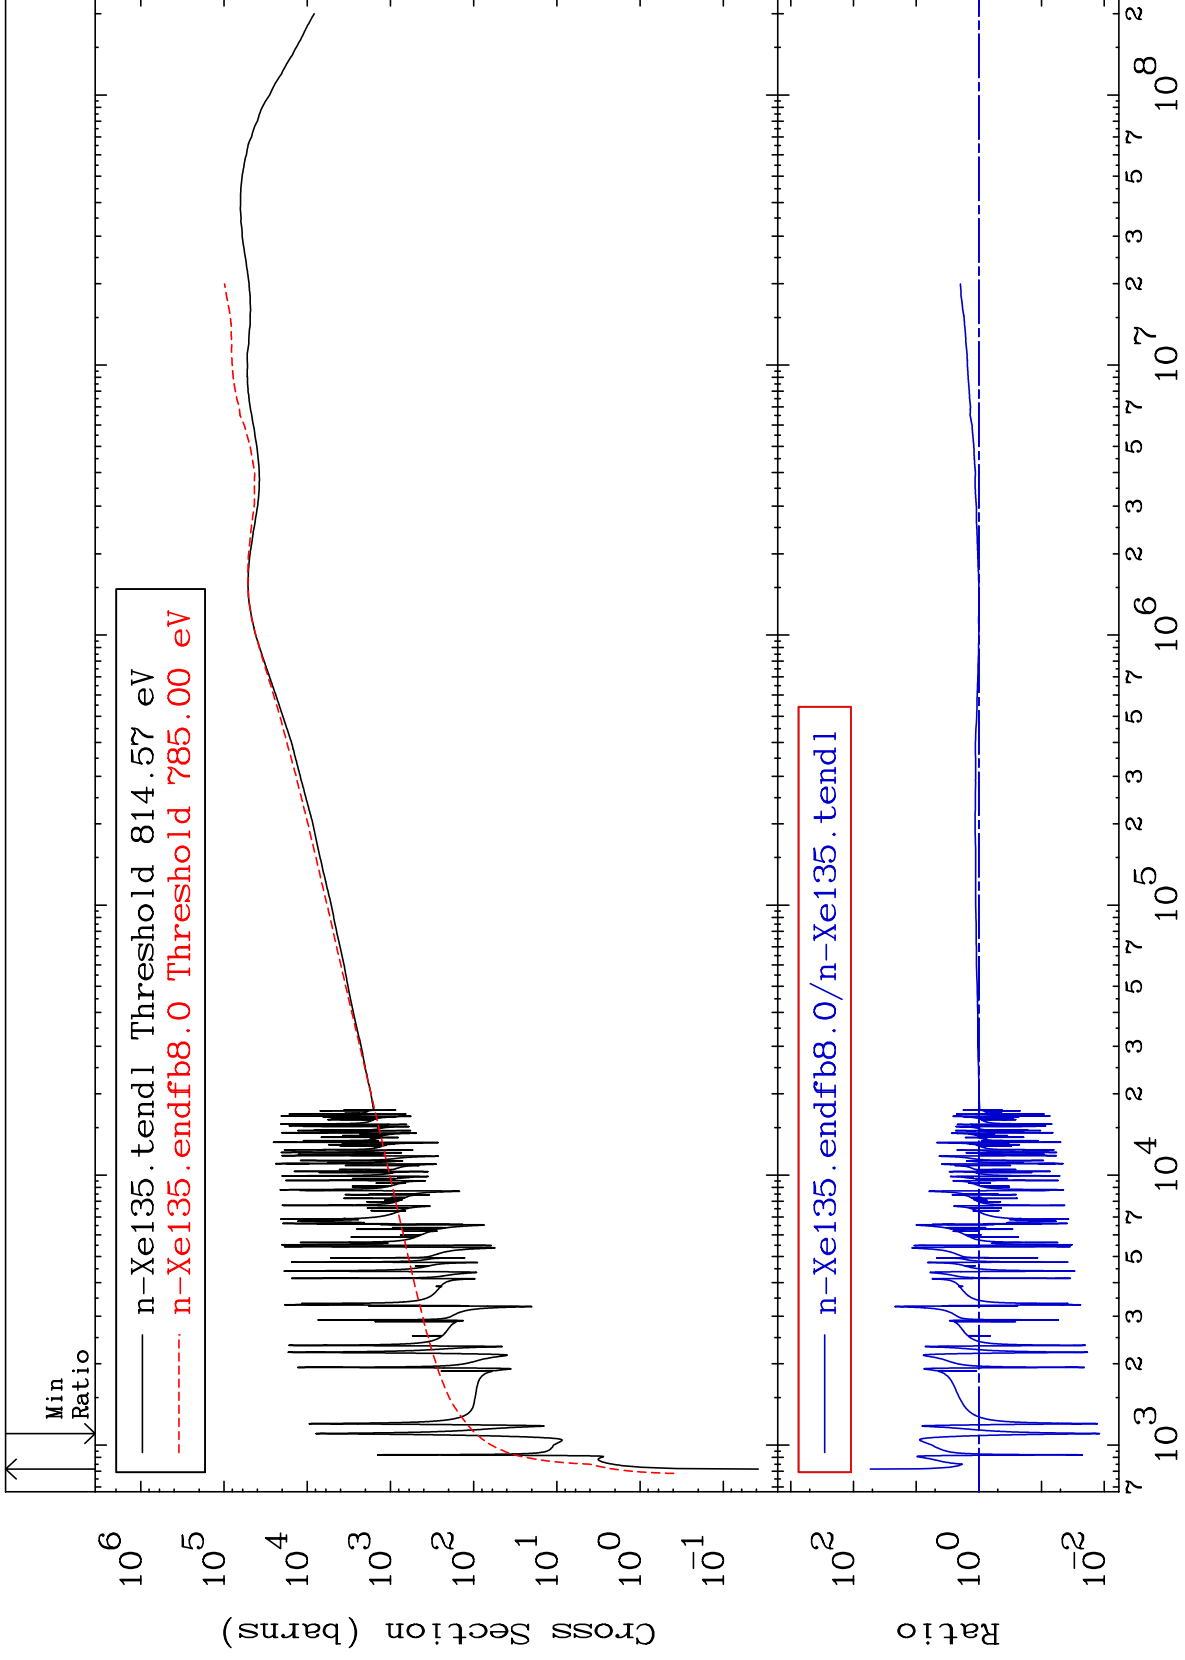 Min
Ratio
n-Xe135.tendl Threshold 814.57 eV
n-Xe135.endfb8.0 Threshold 785.00 eV
Cross Section (barns)
10^6
10^5
10^4
10^3
10^2
10^1
10^0
10^-1
n-Xe135.endfb8.0/n-Xe135.tendl
Ratio
10^2
10^0
10^-2
7 10^3 2 3 5 7 10^4 2 3 5 7 10^5 2 3 5 7 10^6 2 3 5 7 10^7 2 3 5 7 10^8 2